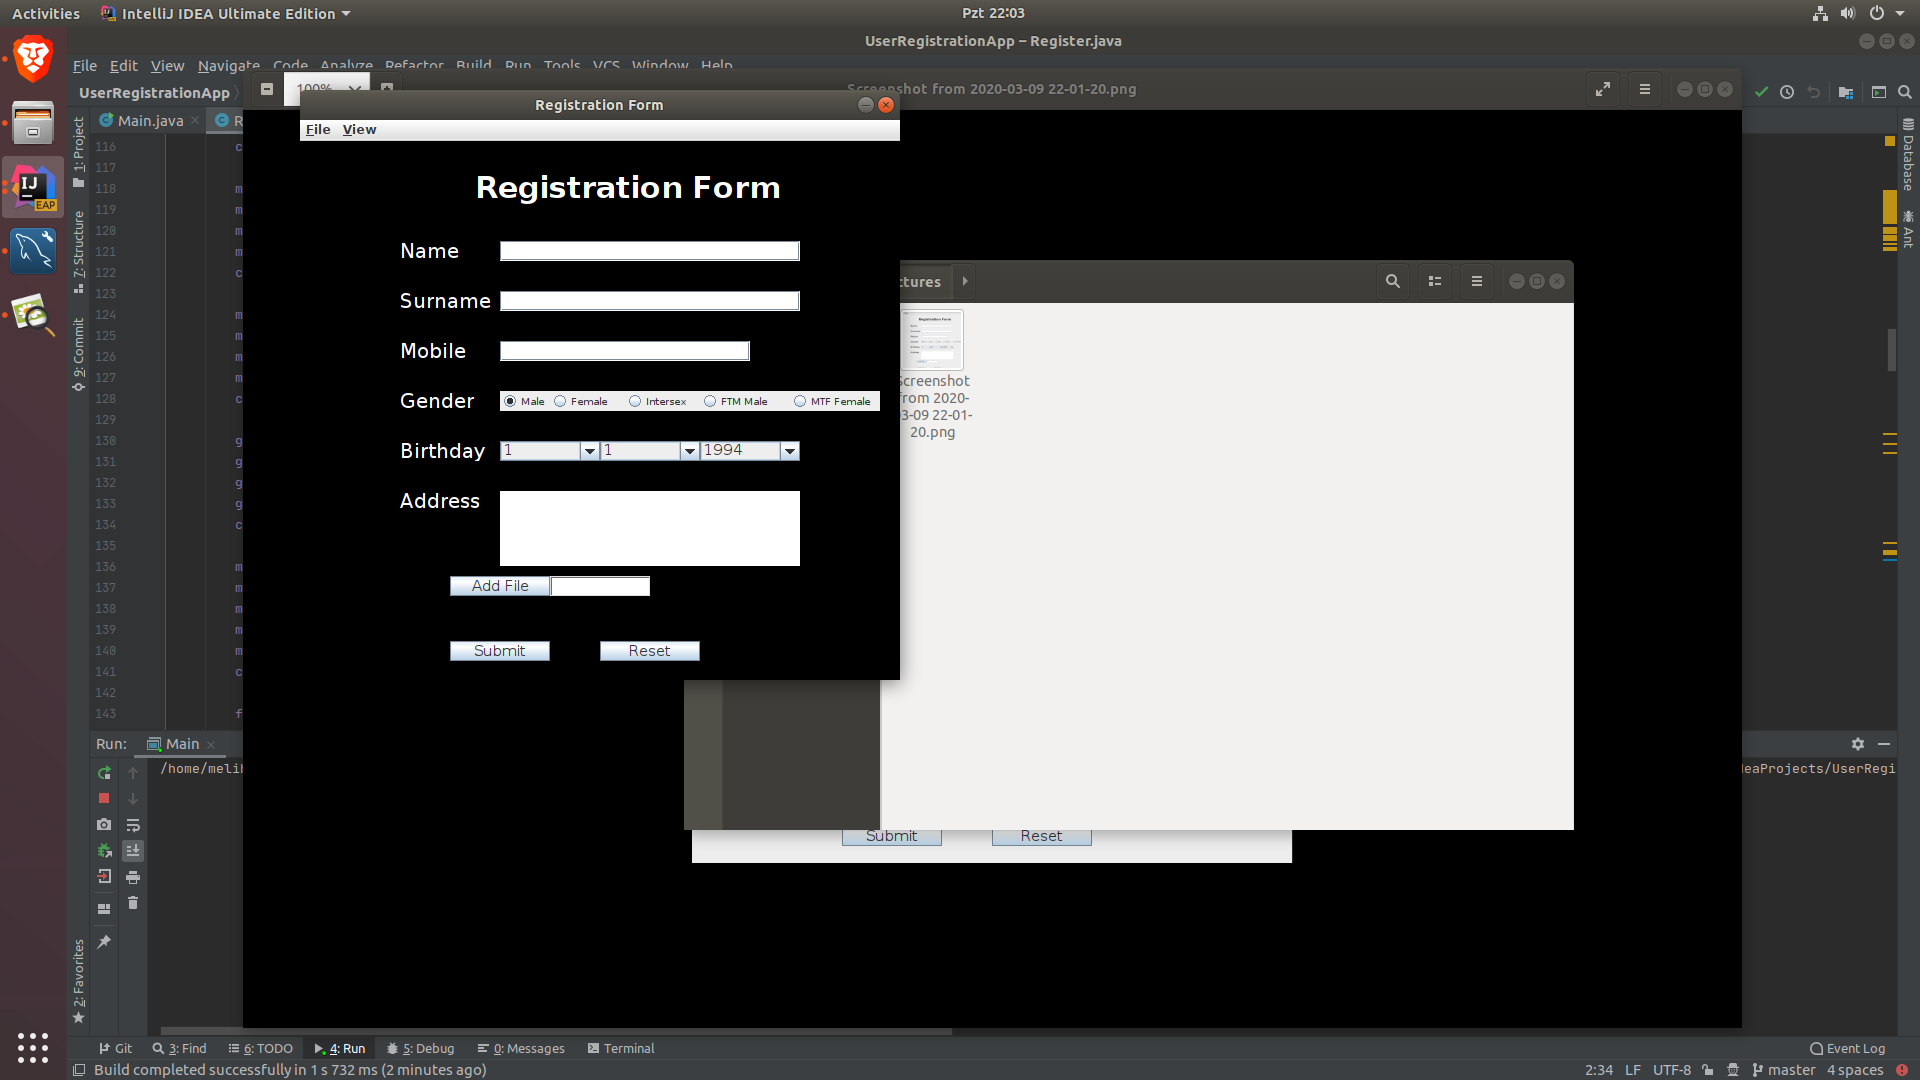 Activities
IntelliJ IDEA Ultimate Edition
Pzt 22:03
UserRegistrationApp – Register.java
File Edit View Navigate Code Analyze Refactor Build Run Tools VCS Window Help
100%
Screenshot from 2020-03-09 22-01-20.png
UserRegistrationApp
Main.java
R
Registration Form
File View
Registration Form
Name
Surname
Mobile
Gender
Male Female Intersex FTM Male MTF Female
Birthday
1 1 1994
Address
Add File
Submit Reset
ctures
Screenshot
from 2020-
03-09 22-01-
20.png
Submit Reset
116 c
117
118 m
119 m
120 m
121 m
122 c
123
124 m
125 m
126 m
127 m
128 c
129
130 g
131 g
132 g
133 g
134 c
135
136 m
137 m
138 m
139 m
140 m
141 c
142
143 f
1: Project
7: Structure
9: Commit
2: Favorites
Database
Ant
IJ
EAP
Run: Main
/home/melih
deaProjects/UserRegi
Git 3: Find 6: TODO 4: Run 5: Debug 0: Messages Terminal
Event Log
Build completed successfully in 1 s 732 ms (2 minutes ago)
2:34 LF UTF-8 master 4 spaces